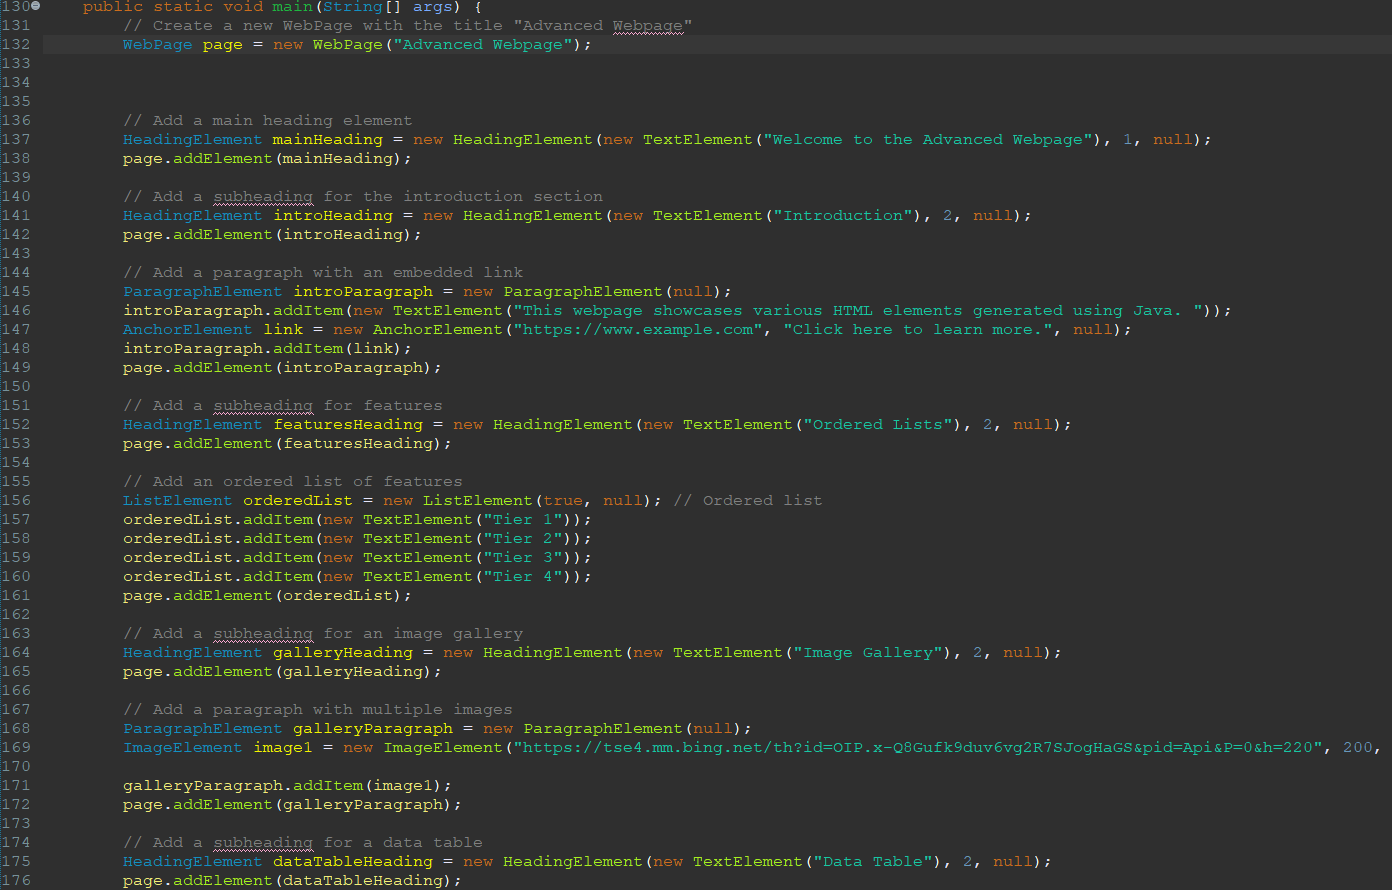 130 public static void main(String[] args) {
131 // Create a new WebPage with the title "Advanced Webpage"
132 WebPage page = new WebPage("Advanced Webpage");
133
134
135
136 // Add a main heading element
137 HeadingElement mainHeading = new HeadingElement(new TextElement("Welcome to the Advanced Webpage"), 1, null);
138 page.addElement(mainHeading);
139
140 // Add a subheading for the introduction section
141 HeadingElement introHeading = new HeadingElement(new TextElement("Introduction"), 2, null);
142 page.addElement(introHeading);
143
144 // Add a paragraph with an embedded link
145 ParagraphElement introParagraph = new ParagraphElement(null);
146 introParagraph.addItem(new TextElement("This webpage showcases various HTML elements generated using Java. "));
147 AnchorElement link = new AnchorElement("https://www.example.com", "Click here to learn more.", null);
148 introParagraph.addItem(link);
149 page.addElement(introParagraph);
150
151 // Add a subheading for features
152 HeadingElement featuresHeading = new HeadingElement(new TextElement("Ordered Lists"), 2, null);
153 page.addElement(featuresHeading);
154
155 // Add an ordered list of features
156 ListElement orderedList = new ListElement(true, null); // Ordered list
157 orderedList.addItem(new TextElement("Tier 1"));
158 orderedList.addItem(new TextElement("Tier 2"));
159 orderedList.addItem(new TextElement("Tier 3"));
160 orderedList.addItem(new TextElement("Tier 4"));
161 page.addElement(orderedList);
162
163 // Add a subheading for an image gallery
164 HeadingElement galleryHeading = new HeadingElement(new TextElement("Image Gallery"), 2, null);
165 page.addElement(galleryHeading);
166
167 // Add a paragraph with multiple images
168 ParagraphElement galleryParagraph = new ParagraphElement(null);
169 ImageElement image1 = new ImageElement("https://tse4.mm.bing.net/th?id=OIP.x-Q8Gufk9duv6vg2R7SJogHaGS&pid=Api&P=0&h=220", 200,
170
171 galleryParagraph.addItem(image1);
172 page.addElement(galleryParagraph);
173
174 // Add a subheading for a data table
175 HeadingElement dataTableHeading = new HeadingElement(new TextElement("Data Table"), 2, null);
176 page.addElement(dataTableHeading);